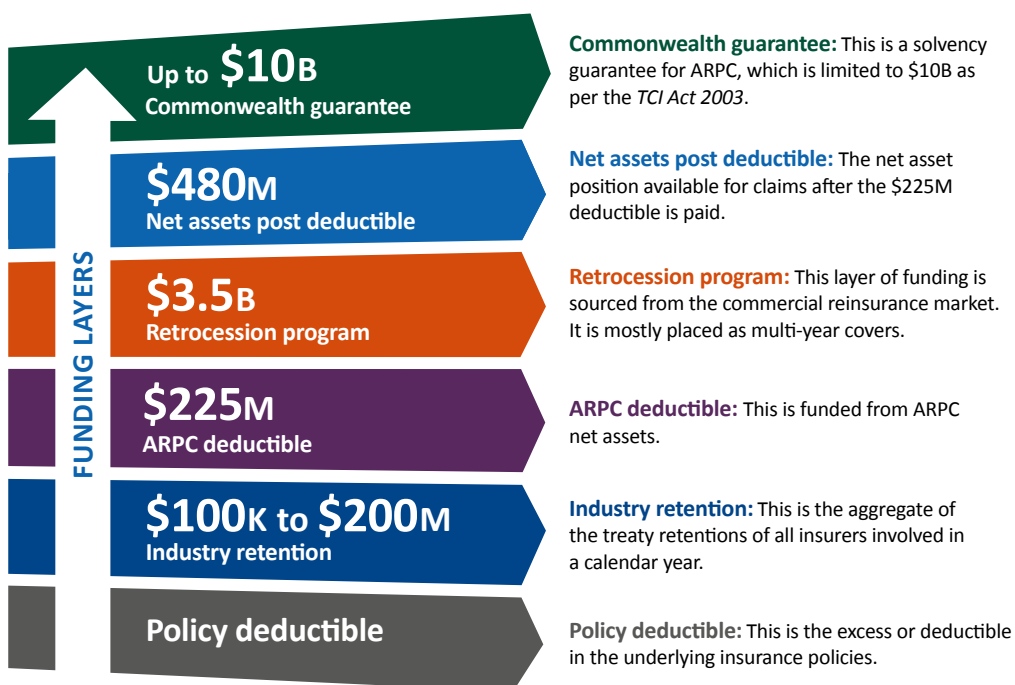 Up to $10B
Commonwealth guarantee
Commonwealth guarantee: This is a solvency
guarantee for ARPC, which is limited to $10B as
per the TCI Act 2003.
$480M
Net assets post deductible
Net assets post deductible: The net asset
position available for claims after the $225M
deductible is paid.
$3.5B
Retrocession program
Retrocession program: This layer of funding is
sourced from the commercial reinsurance market.
It is mostly placed as multi-year covers.
$225M
ARPC deductible
ARPC deductible: This is funded from ARPC
net assets.
$100K to $200M
Industry retention
Industry retention: This is the aggregate of
the treaty retentions of all insurers involved in
a calendar year.
Policy deductible
Policy deductible: This is the excess or deductible
in the underlying insurance policies.
FUNDING LAYERS